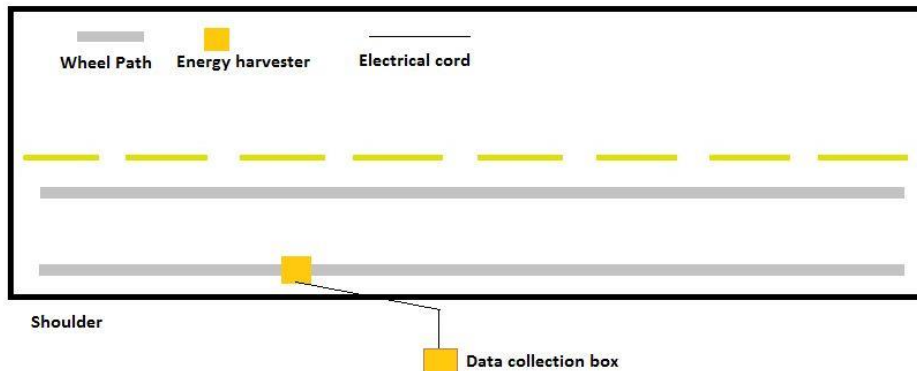 Wheel Path
Energy harvester
Electrical cord
Shoulder
Data collection box